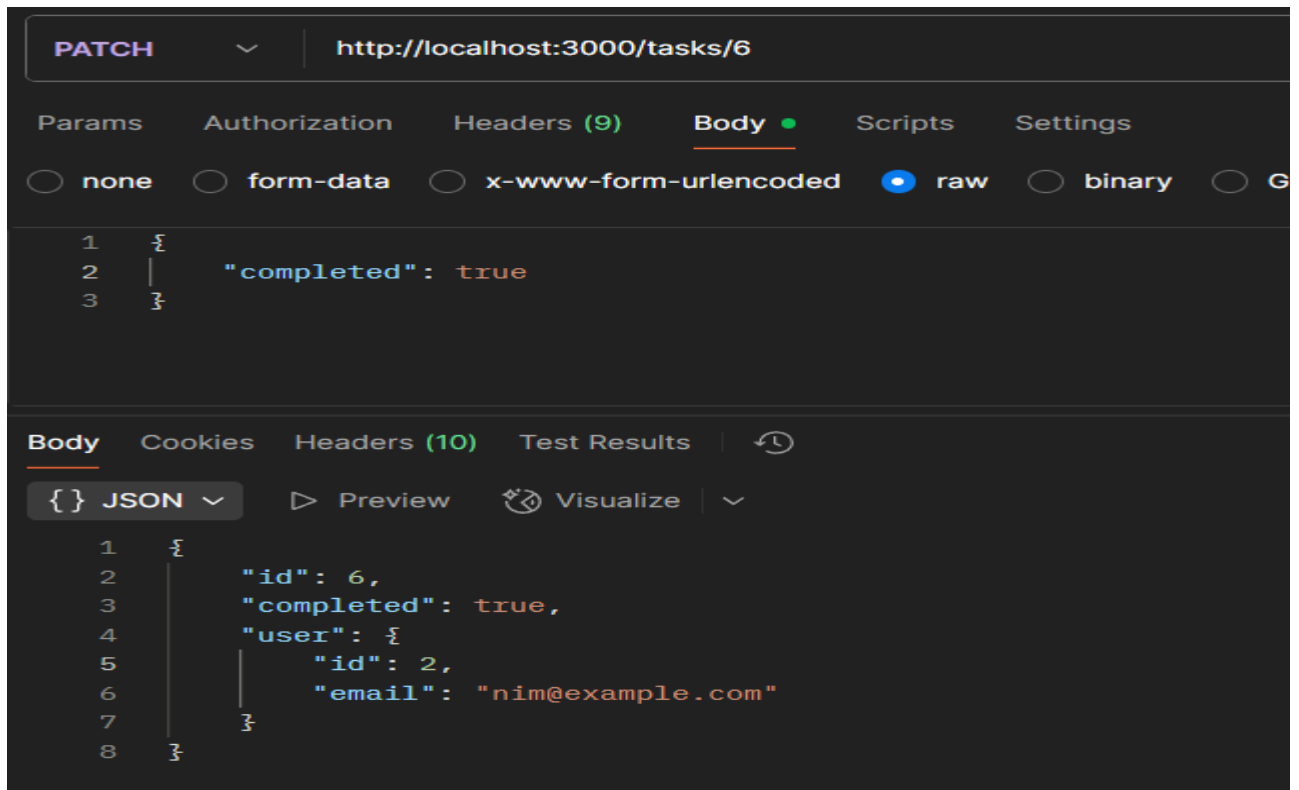 PATCH http://localhost:3000/tasks/6
Params Authorization Headers (9) Body Scripts Settings
none form-data x-www-form-urlencoded raw binary G
1 {
2 "completed": true
3 }
Body Cookies Headers (10) Test Results
{} JSON Preview Visualize
1 {
2 "id": 6,
3 "completed": true,
4 "user": {
5 "id": 2,
6 "email": "nim@example.com"
7 }
8 }